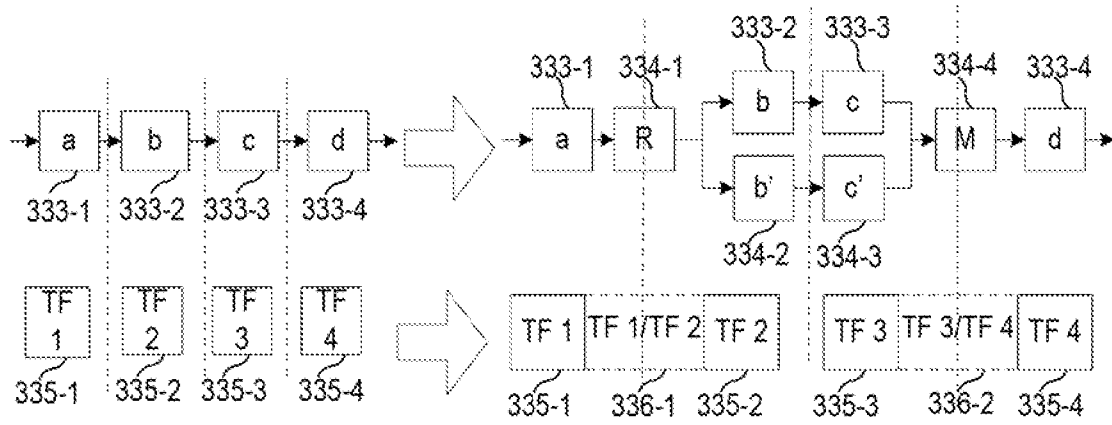 333-2 333-3
333-1 334-1 334-4 333-4
a b c d
a R b c M d
b' c'
333-1 333-2 333-3 333-4
334-2 334-3
TF 1 TF 2 TF 3 TF 4
TF 1 TF 1/TF 2 TF 2 TF 3 TF 3/TF 4 TF 4
335-1 335-2 335-3 335-4
335-1 336-1 335-2 335-3 336-2 335-4